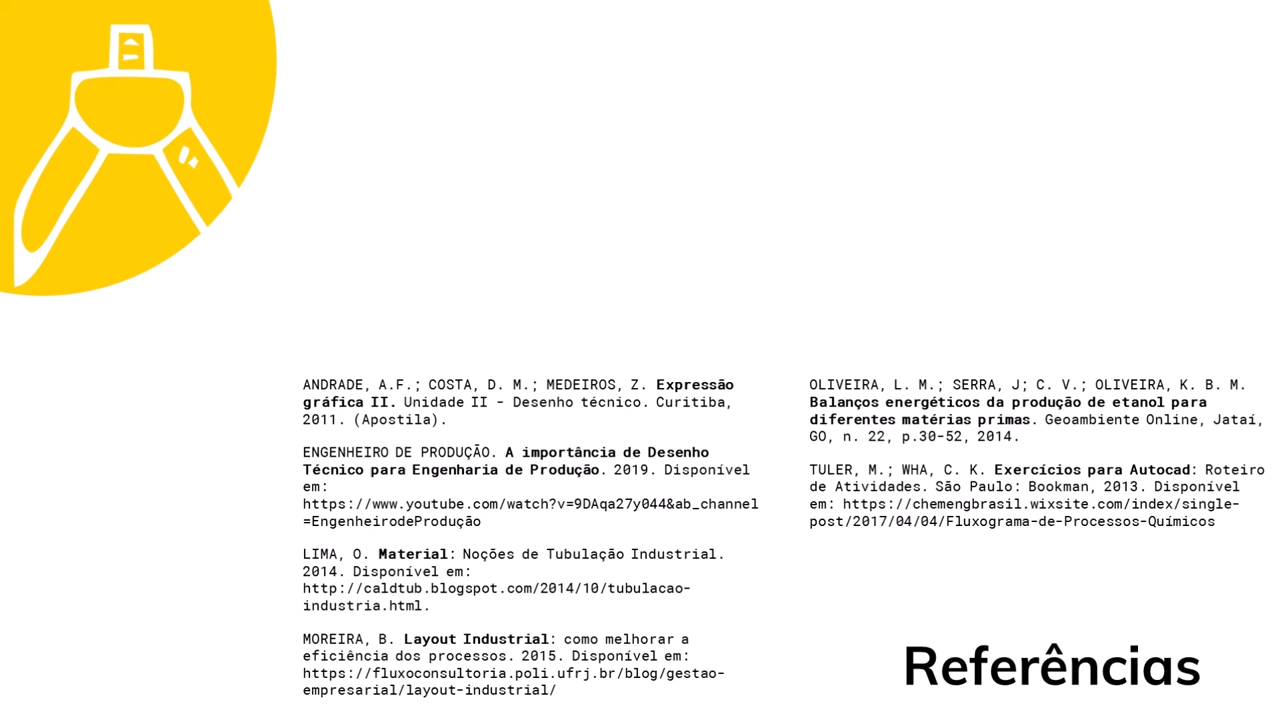 ANDRADE, A.F.; COSTA, D. M.; MEDEIROS, Z. Expressão
gráfica II. Unidade II - Desenho técnico. Curitiba,
2011. (Apostila).
ENGENHEIRO DE PRODUÇÃO. A importância de Desenho
Técnico para Engenharia de Produção. 2019. Disponível
em:
https://www.youtube.com/watch?v=9DAqa27y044&ab_channel
=EngenheirodeProdução
LIMA, O. Material: Noções de Tubulação Industrial.
2014. Disponível em:
http://caldtub.blogspot.com/2014/10/tubulacao-
industria.html.
MOREIRA, B. Layout Industrial: como melhorar a
eficiência dos processos. 2015. Disponível em:
https://fluxoconsultoria.poli.ufrj.br/blog/gestao-
empresarial/layout-industrial/
OLIVEIRA, L. M.; SERRA, J; C. V.; OLIVEIRA, K. B. M.
Balanços energéticos da produção de etanol para
diferentes matérias primas. Geoambiente Online, Jataí,
GO, n. 22, p.30-52, 2014.
TULER, M.; WHA, C. K. Exercícios para Autocad: Roteiro
de Atividades. São Paulo: Bookman, 2013. Disponível
em: https://chemengbrasil.wixsite.com/index/single-
post/2017/04/04/Fluxograma-de-Processos-Químicos
Referências